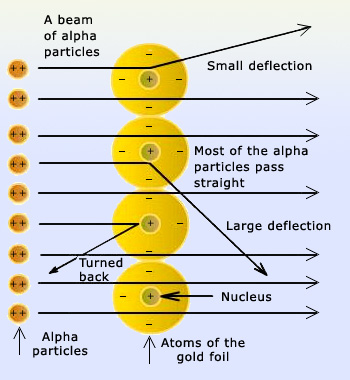 A beam
of alpha
particles
Small deflection
Most of the alpha
particles pass
straight
Large deflection
Turned
back
Nucleus
Alpha
particles
Atoms of the
gold foil